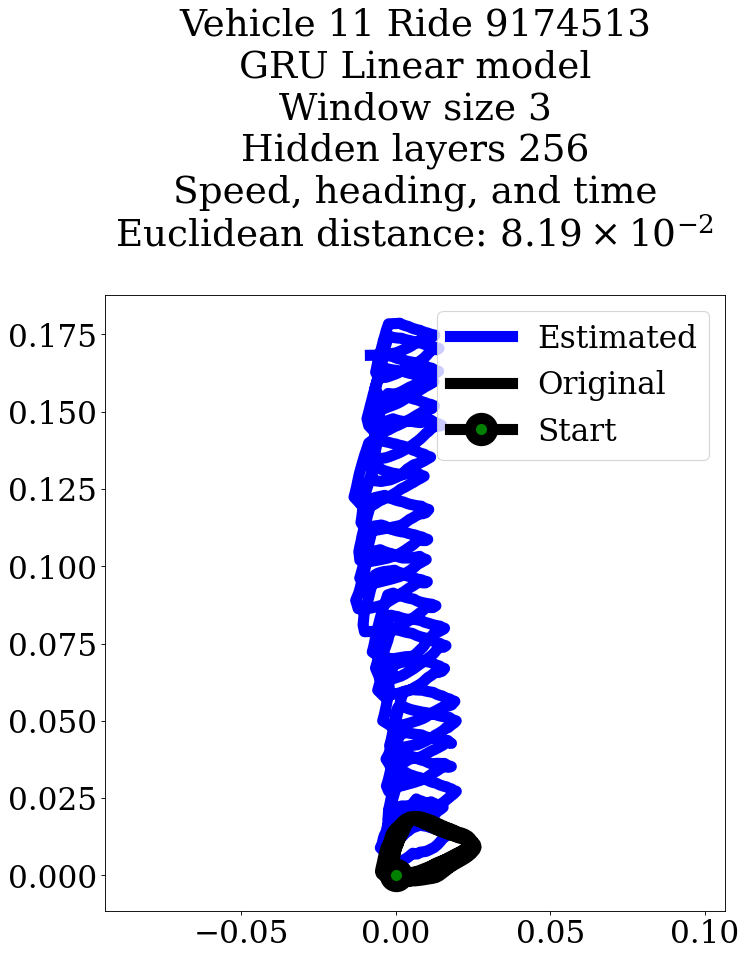 Vehicle 11 Ride 9174513
GRU Linear model
Window size 3
Hidden layers 256
Speed, heading, and time
Euclidean distance: 8.19 × 10⁻²
Estimated
Original
Start
0.175
0.150
0.125
0.100
0.075
0.050
0.025
0.000
−0.05 0.00 0.05 0.10